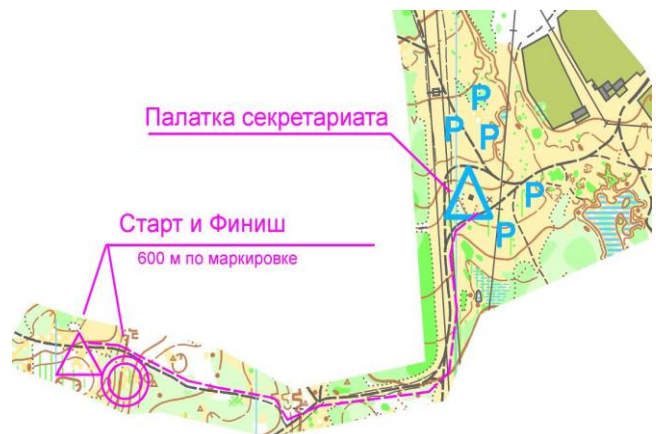 P
Палатка секретариата
P
P
P
Старт и Финиш
P
600 м по маркировке